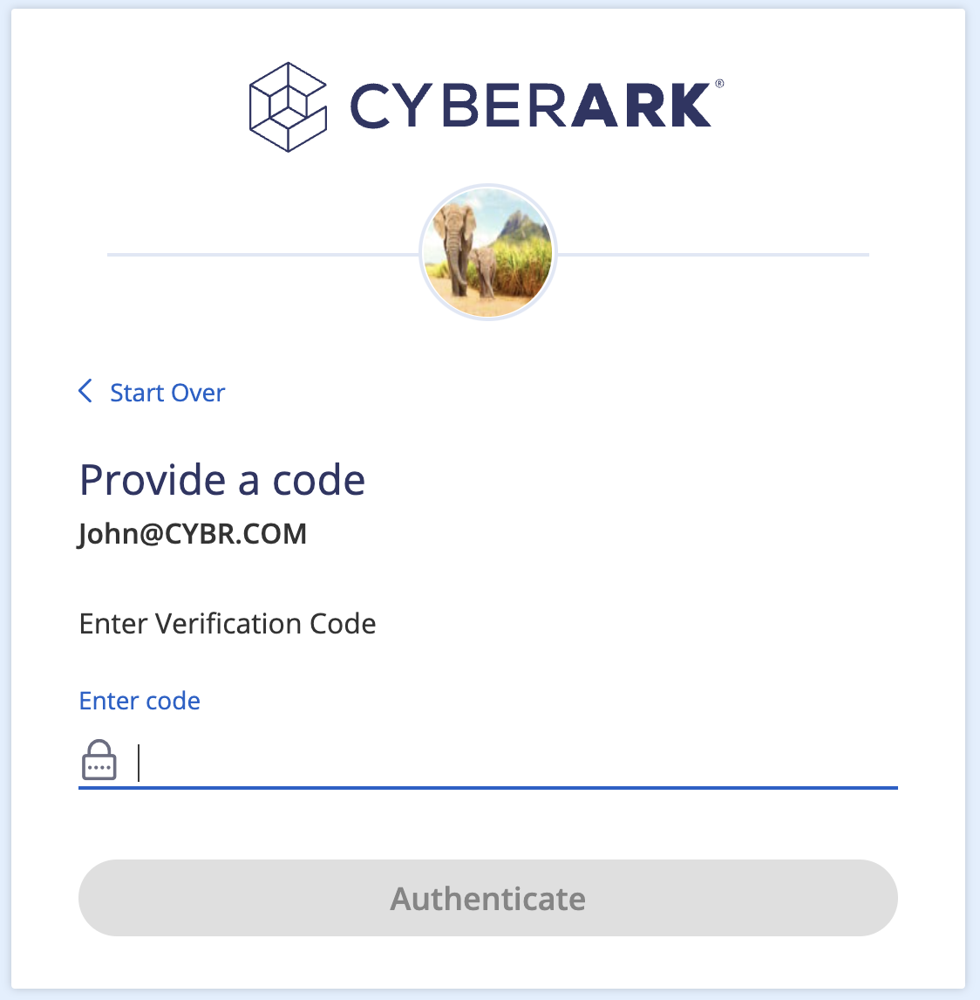 CYBERARK®
Start Over
Provide a code
John@CYBR.COM
Enter Verification Code
Enter code
Authenticate